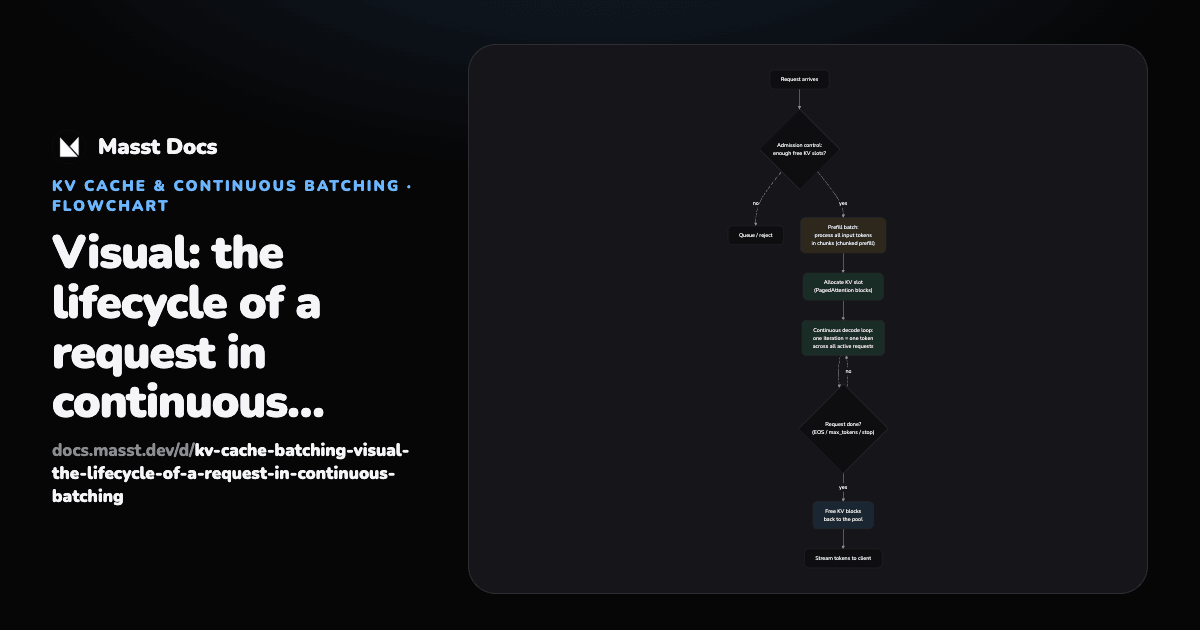 Masst Docs
KV CACHE & CONTINUOUS BATCHING ·
FLOWCHART
Visual: the
lifecycle of a
request in
continuous...
docs.masst.dev/d/kv-cache-batching-visual-
the-lifecycle-of-a-request-in-continuous-
batching
Request arrives
Admission control:
enough free KV slots?
no
yes
Queue / reject
Prefill batch:
process all input tokens
in chunks (chunked prefill)
Allocate KV slot
(PagedAttention blocks)
Continuous decode loop:
one iteration = one token
across all active requests
no
Request done?
(EOS / max_tokens / stop)
yes
Free KV blocks
back to the pool
Stream tokens to client